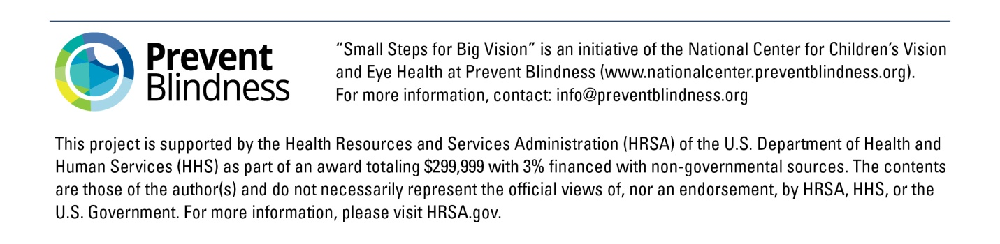 Prevent
Blindness
“Small Steps for Big Vision” is an initiative of the National Center for Children’s Vision
and Eye Health at Prevent Blindness (www.nationalcenter.preventblindness.org).
For more information, contact: info@preventblindness.org
This project is supported by the Health Resources and Services Administration (HRSA) of the U.S. Department of Health and
Human Services (HHS) as part of an award totaling $299,999 with 3% financed with non-governmental sources. The contents
are those of the author(s) and do not necessarily represent the official views of, nor an endorsement, by HRSA, HHS, or the
U.S. Government. For more information, please visit HRSA.gov.